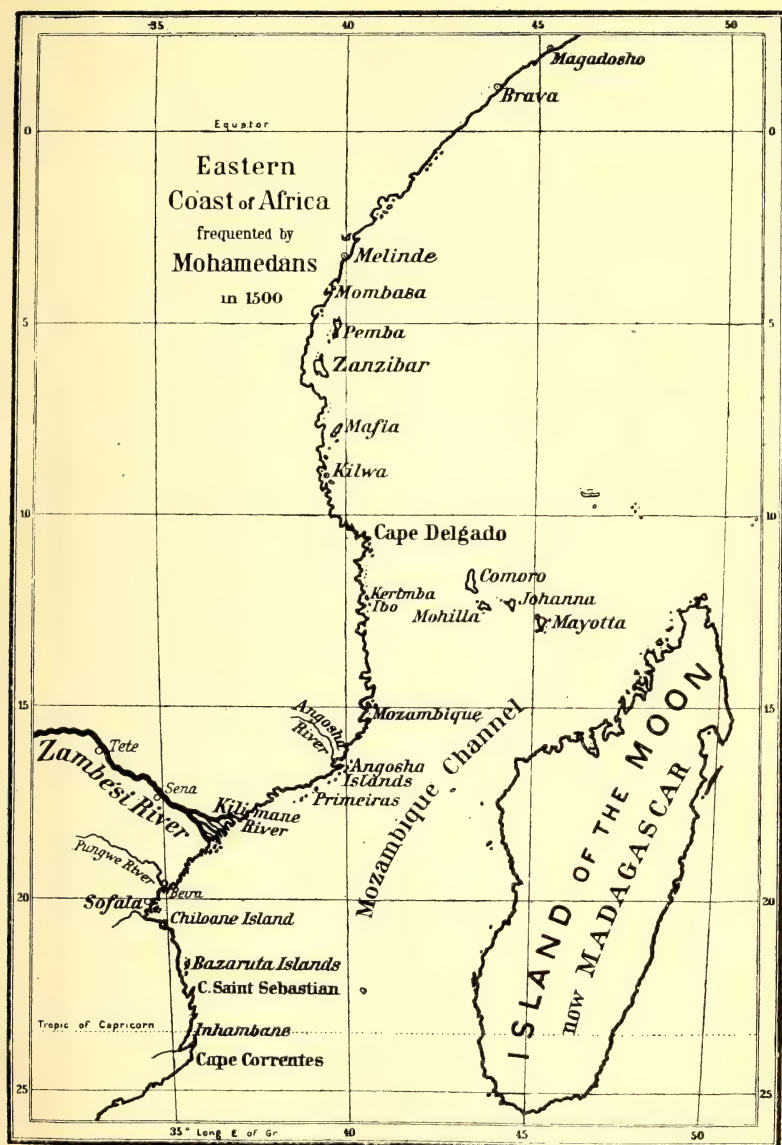 35
40
45
50
Magadosho
Brava
Equator
0
0
Eastern
Coast of Africa
frequented by
Mohamedans
in 1500
Melinde
Mombasa
5
5
Pemba
Zanzibar
Mafia
Kilwa
10
10
Cape Delgado
Comoro
Kerimba
Ibo
Johanna
Mohilla
Mayotta
15
15
Angosha
River
Mozambique
Mozambique Channel
Tete
Zambesi River
Angosha
Islands
Sena
Primeiras
Kilimane
River
Pungwe River
Beira
20
20
Sofala
Chiloane Island
ISLAND OF THE MOON
now MADAGASCAR
Bazaruta Islands
C. Saint Sebastian
Tropic of Capricorn
Inhambane
Cape Correntes
25
25
35° Long E of Gr
40
45
50